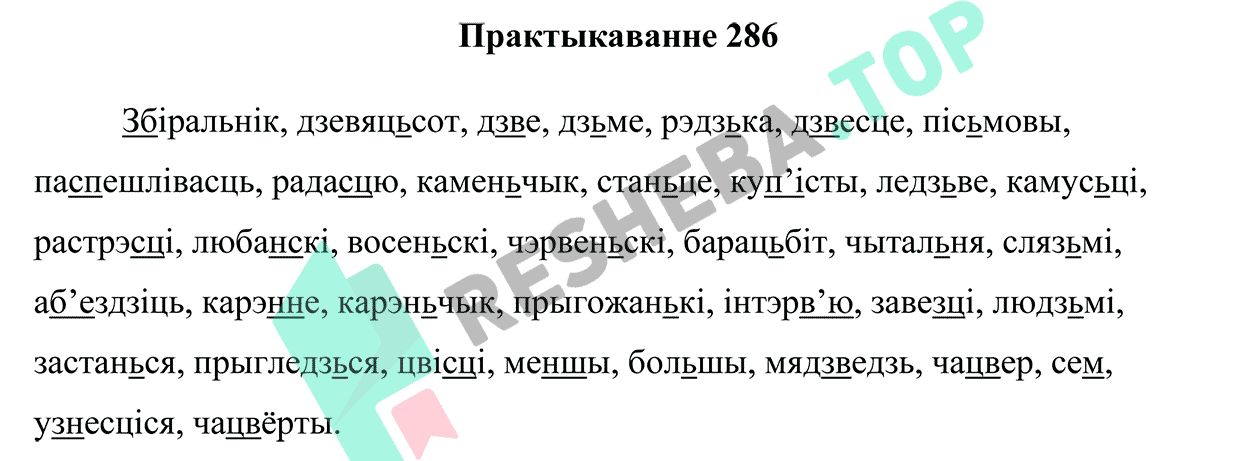 Практыкаванне 286
Збіральнік, дзевяцьсот, дзве, дзьме, рэдзька, дзвесце, пісьмовы,
паспешлівасць, радасцю, каменьчык, станьце, куп’істы, ледзьве, камусьці,
растрэсці, любанскі, восеньскі, чэрвеньскі, барацьбіт, чытальня, слязьмі,
аб’ездзіць, карэнне, карэньчык, прыгожанькі, інтэрв’ю, завезці, людзьмі,
застанься, прыгледзься, цвісці, меншы, большы, мядзведзь, чацвер, сем,
узнесціся, чацвёрты.
RESHEBA.TOP